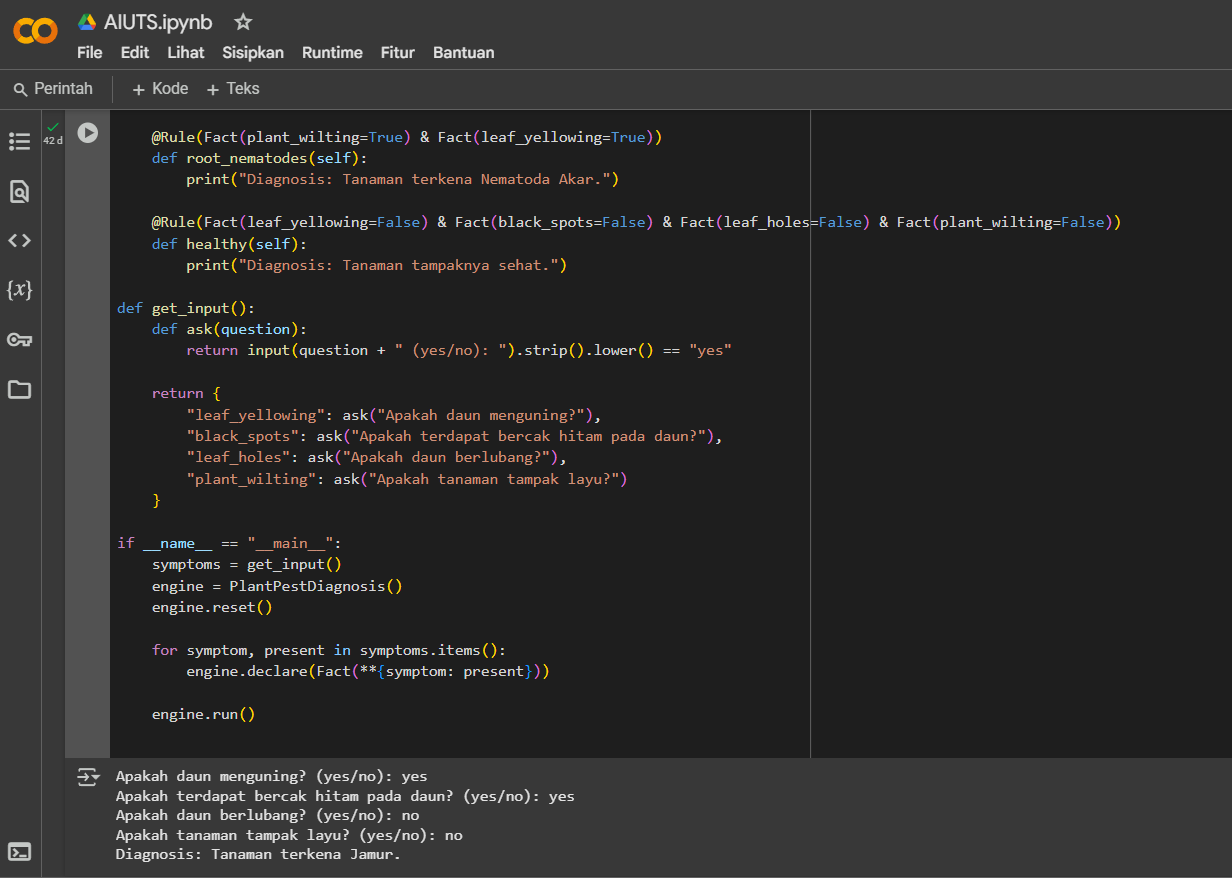 AIUTS.ipynb
File Edit Lihat Sisipkan Runtime Fitur Bantuan
Perintah + Kode + Teks
42 d
@Rule(Fact(plant_wilting=True) & Fact(leaf_yellowing=True))
def root_nematodes(self):
print("Diagnosis: Tanaman terkena Nematoda Akar.")
@Rule(Fact(leaf_yellowing=False) & Fact(black_spots=False) & Fact(leaf_holes=False) & Fact(plant_wilting=False))
def healthy(self):
print("Diagnosis: Tanaman tampaknya sehat.")
def get_input():
def ask(question):
return input(question + " (yes/no): ").strip().lower() == "yes"
return {
"leaf_yellowing": ask("Apakah daun menguning?"),
"black_spots": ask("Apakah terdapat bercak hitam pada daun?"),
"leaf_holes": ask("Apakah daun berlubang?"),
"plant_wilting": ask("Apakah tanaman tampak layu?")
}
if __name__ == "__main__":
symptoms = get_input()
engine = PlantPestDiagnosis()
engine.reset()
for symptom, present in symptoms.items():
engine.declare(Fact(**{symptom: present}))
engine.run()
Apakah daun menguning? (yes/no): yes
Apakah terdapat bercak hitam pada daun? (yes/no): yes
Apakah daun berlubang? (yes/no): no
Apakah tanaman tampak layu? (yes/no): no
Diagnosis: Tanaman terkena Jamur.